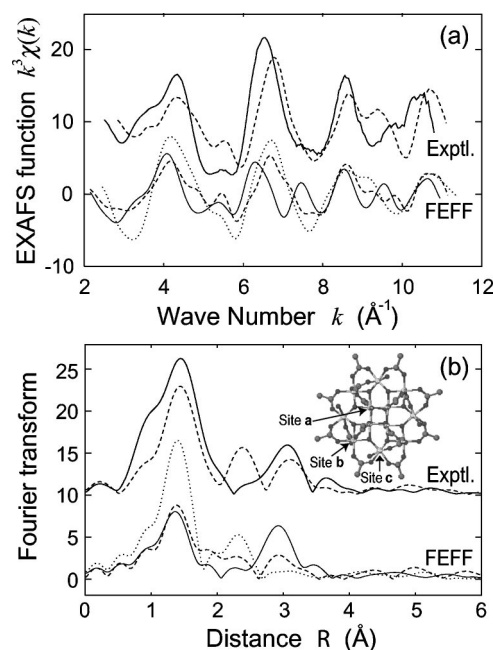 (a)
EXAFS function k³χ(k)
20
10
0
-10
Exptl.
FEFF
2 4 6 8 10 12
Wave Number k (Å⁻¹)
(b)
Fourier transform
25
20
15
10
5
0
Site a
Site b
Site c
Exptl.
FEFF
0 1 2 3 4 5 6
Distance R (Å)